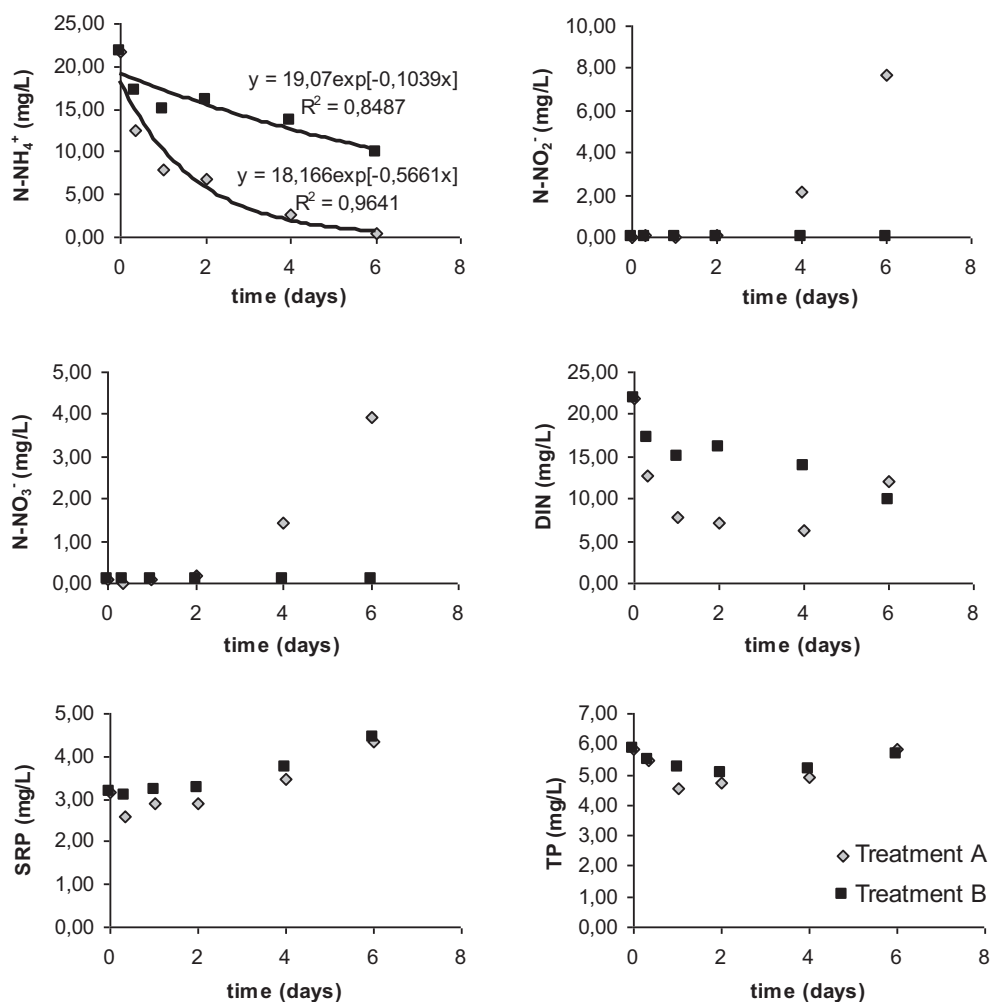 25,00
20,00
15,00
10,00
5,00
0,00
N-NH₄⁺ (mg/L)
y = 19,07exp[-0,1039x]
R² = 0,8487
y = 18,166exp[-0,5661x]
R² = 0,9641
0 2 4 6 8
time (days)
10,00
8,00
6,00
4,00
2,00
0,00
N-NO₂⁻ (mg/L)
0 2 4 6 8
time (days)
5,00
4,00
3,00
2,00
1,00
0,00
N-NO₃⁻ (mg/L)
0 2 4 6 8
time (days)
25,00
20,00
15,00
10,00
5,00
0,00
DIN (mg/L)
0 2 4 6 8
time (days)
5,00
4,00
3,00
2,00
1,00
0,00
SRP (mg/L)
0 2 4 6 8
time (days)
7,00
6,00
5,00
4,00
3,00
2,00
1,00
0,00
TP (mg/L)
Treatment A
Treatment B
0 2 4 6 8
time (days)